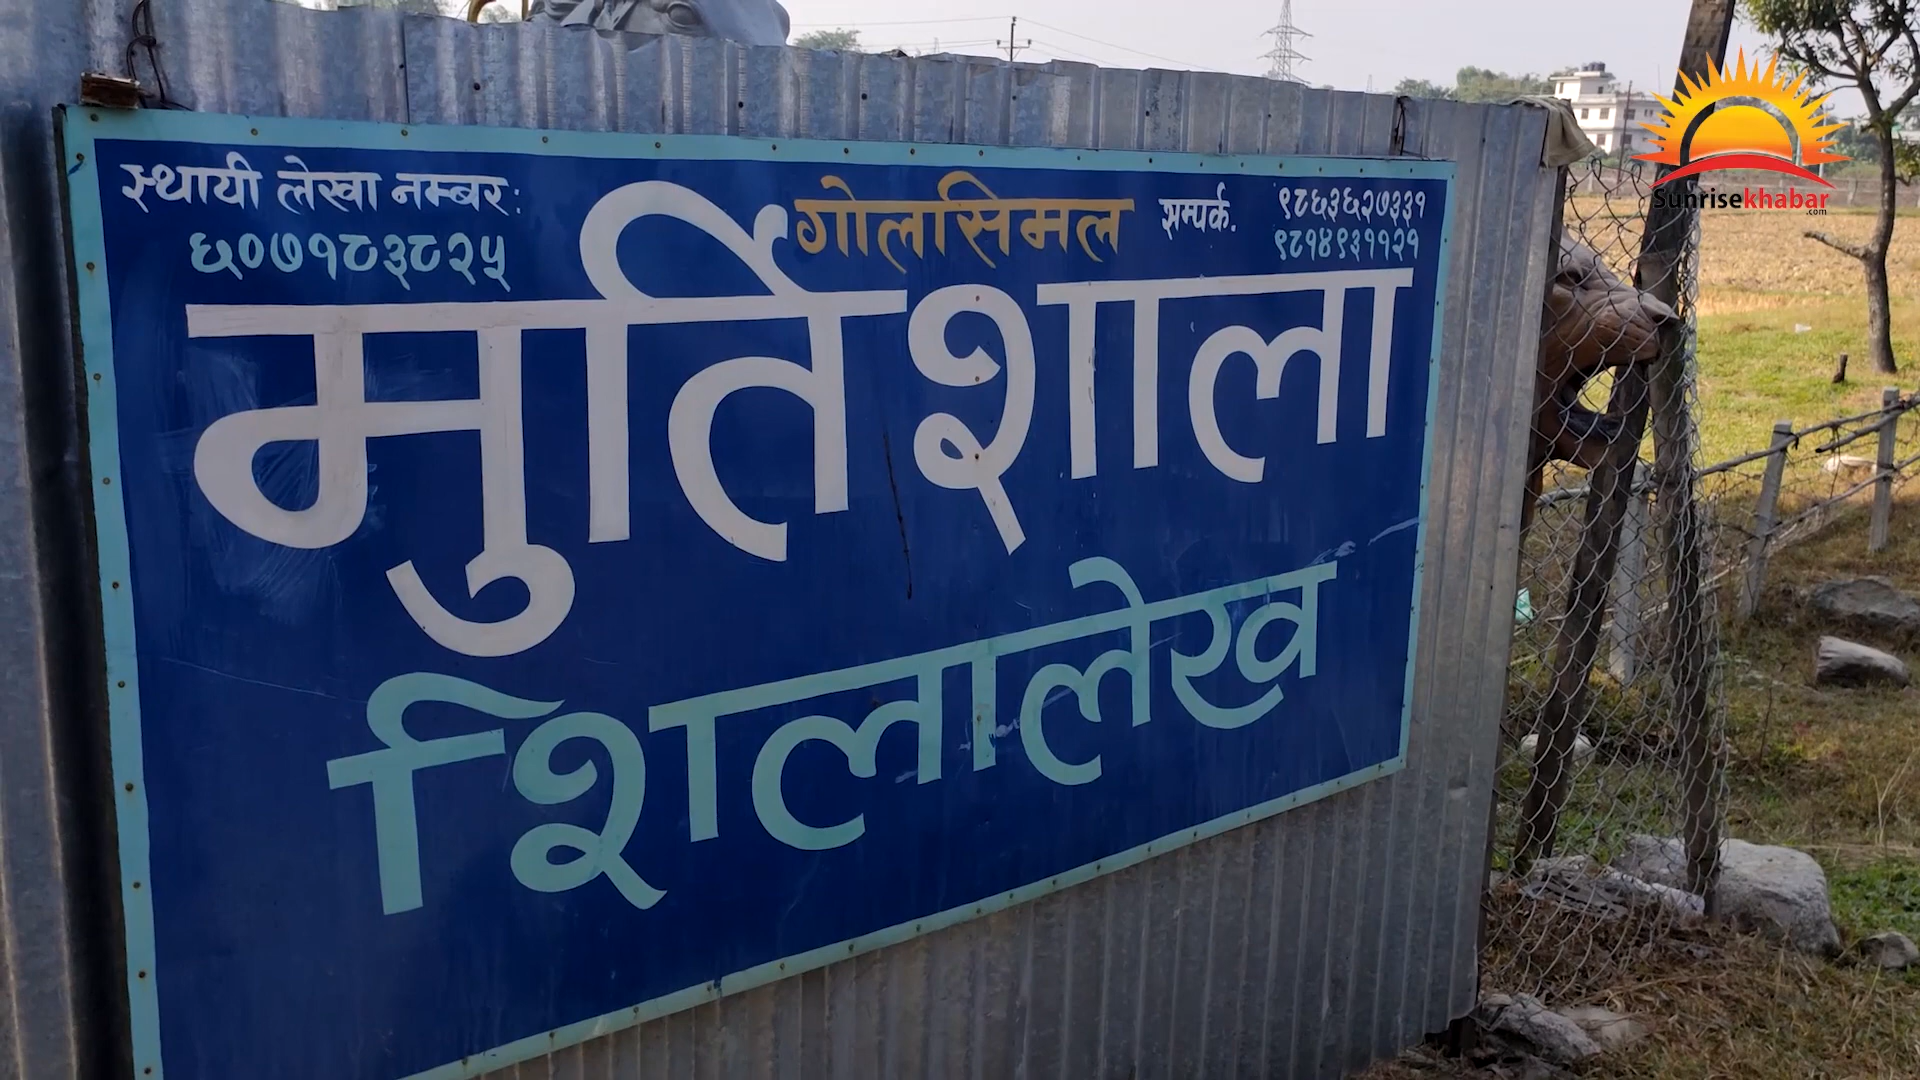 स्थायी लेखा नम्बर:
६०७१८३८२५
गोलसिमल
सम्पर्क.
९८६३६२७३३१
९८१४९३११२१
मुर्तिशाला
शिलालेख
Sunrisekhabar
.com